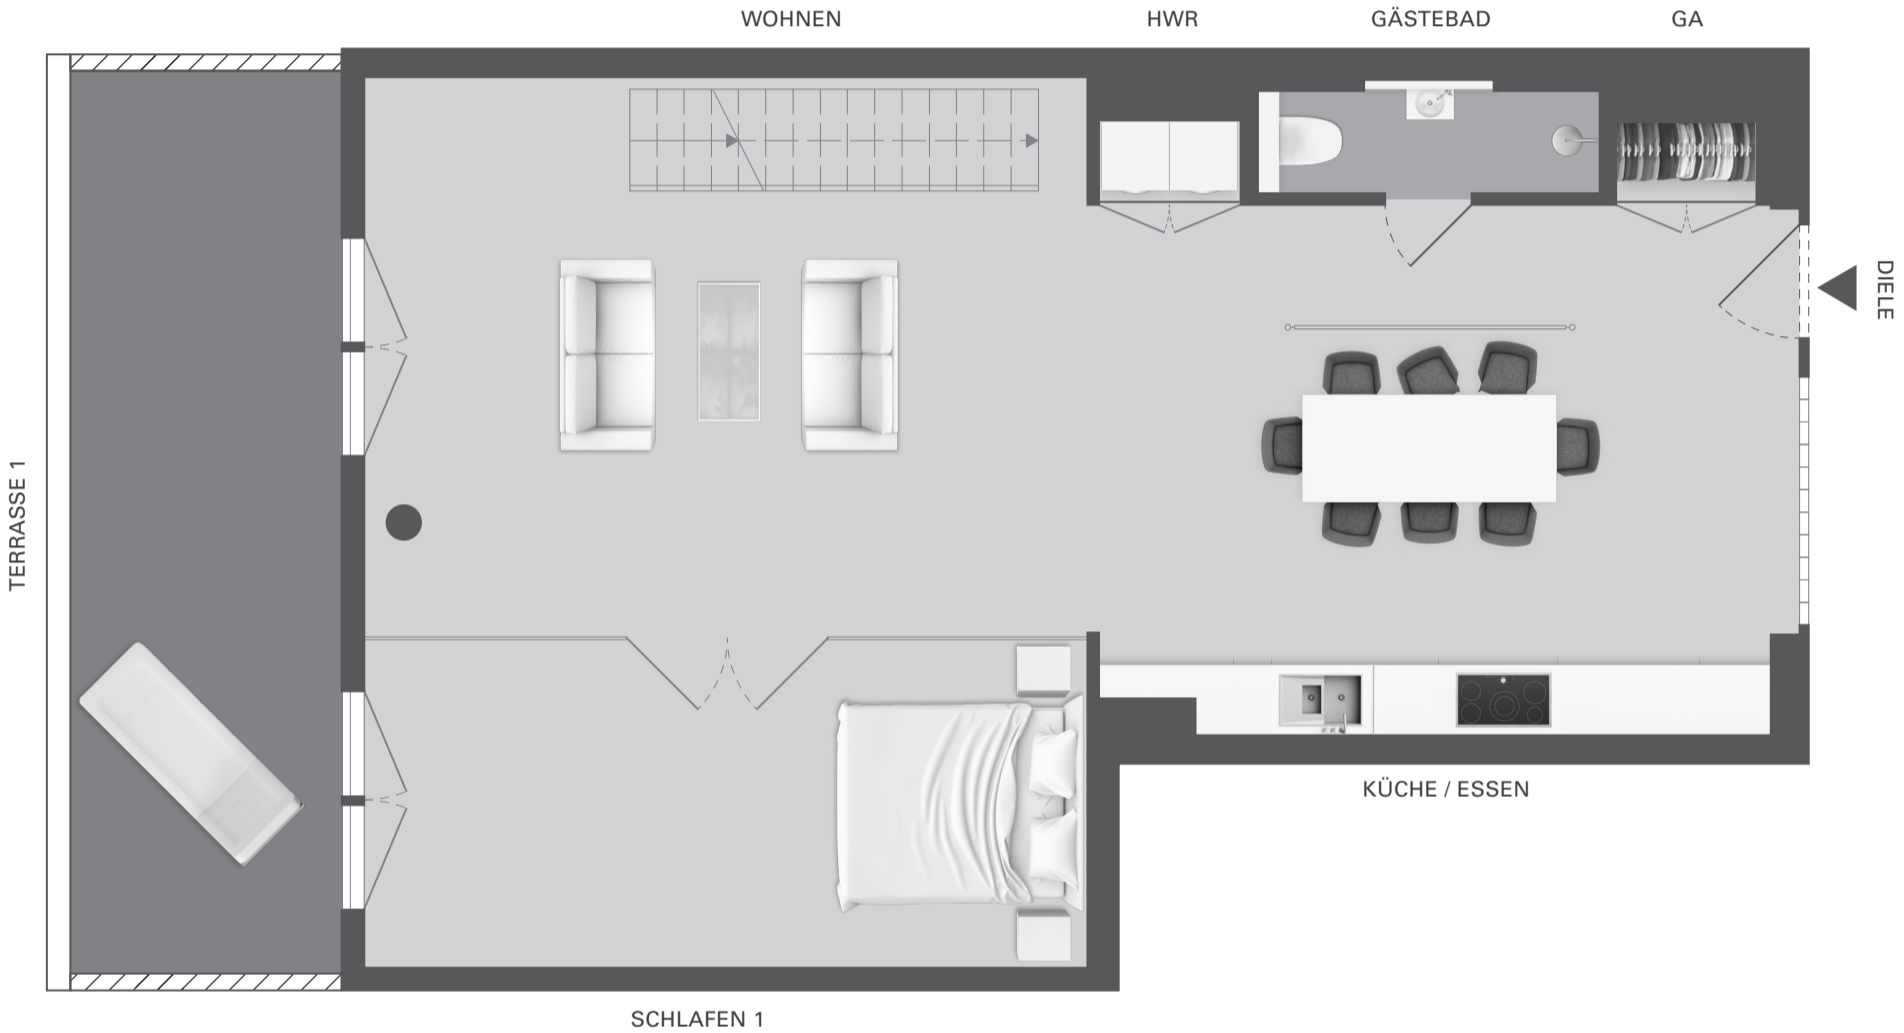 WOHNEN
HWR
GÄSTEBAD
GA
DIELE
TERRASSE 1
KÜCHE / ESSEN
SCHLAFEN 1